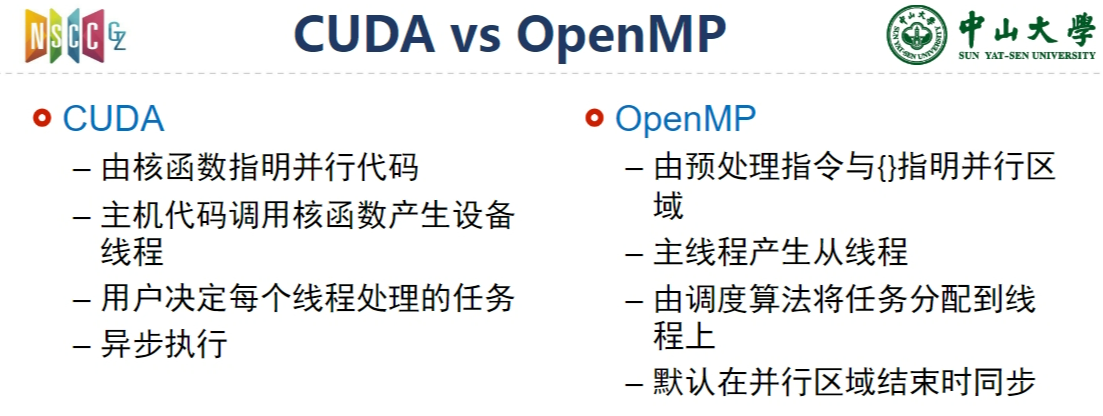 NSCC GZ
CUDA vs OpenMP
中山大學
SUN YAT-SEN UNIVERSITY
CUDA
– 由核函数指明并行代码
– 主机代码调用核函数产生设备
线程
– 用户决定每个线程处理的任务
– 异步执行
OpenMP
– 由预处理指令与{}指明并行区
域
– 主线程产生从线程
– 由调度算法将任务分配到线
程上
– 默认在并行区域结束时同步